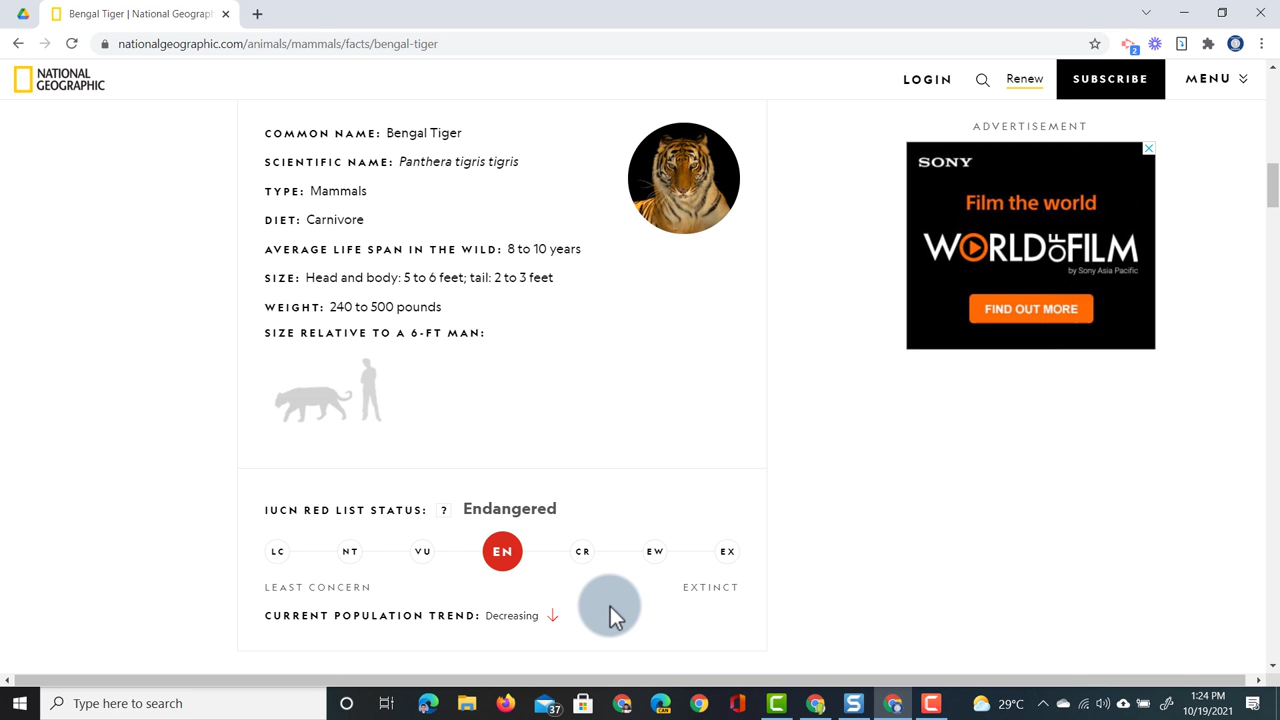 Bengal Tiger | National Geograph
nationalgeographic.com/animals/mammals/facts/bengal-tiger
2
NATIONAL
GEOGRAPHIC
LOGIN
Renew
SUBSCRIBE
MENU
COMMON NAME: Bengal Tiger
SCIENTIFIC NAME: Panthera tigris tigris
TYPE: Mammals
DIET: Carnivore
AVERAGE LIFE SPAN IN THE WILD: 8 to 10 years
SIZE: Head and body: 5 to 6 feet; tail: 2 to 3 feet
WEIGHT: 240 to 500 pounds
SIZE RELATIVE TO A 6-FT MAN:
ADVERTISEMENT
SONY
Film the world
WORLD OF FILM
by Sony Asia Pacific
FIND OUT MORE
IUCN RED LIST STATUS: ? Endangered
LC NT VU EN CR EW EX
LEAST CONCERN EXTINCT
CURRENT POPULATION TREND: Decreasing
Type here to search
37
CAN
29°C
1:24 PM
10/19/2021